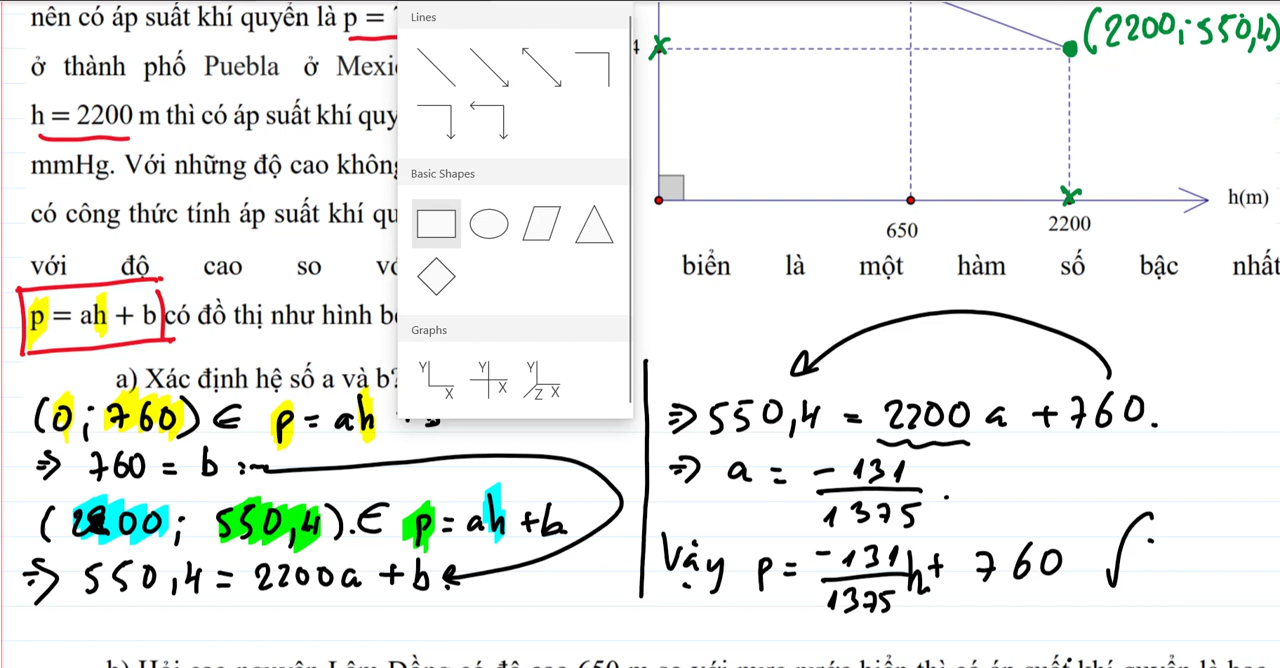 nên có áp suất khí quyển là p =
ở thành phố Puebla ở Mexi
h = 2200 m thì có áp suất khí quy
mmHg. Với những độ cao không
có công thức tính áp suất khí qu
với độ cao so
p = ah + b có đồ thị như hình b
a) Xác định hệ số a và b?
(0 ; 760) ∈ p = ah
⇒ 760 = b
(2200 ; 550,4). ∈ p = ah + b
⇒ 550,4 = 2200a + b
Lines
Basic Shapes
Graphs
Y X
Y X
Y Z X
4
(2200; 550,4)
h(m)
650
2200
biển là một hàm số bậc nhất
⇒ 550,4 = 2200 a + 760.
⇒ a = -131/1375.
Vậy p = -131/1375 h + 760